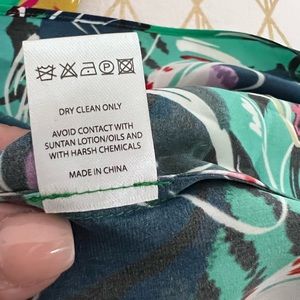 DRY CLEAN ONLY
AVOID CONTACT WITH
SUNTAN LOTION/OILS AND
WITH HARSH CHEMICALS
MADE IN CHINA